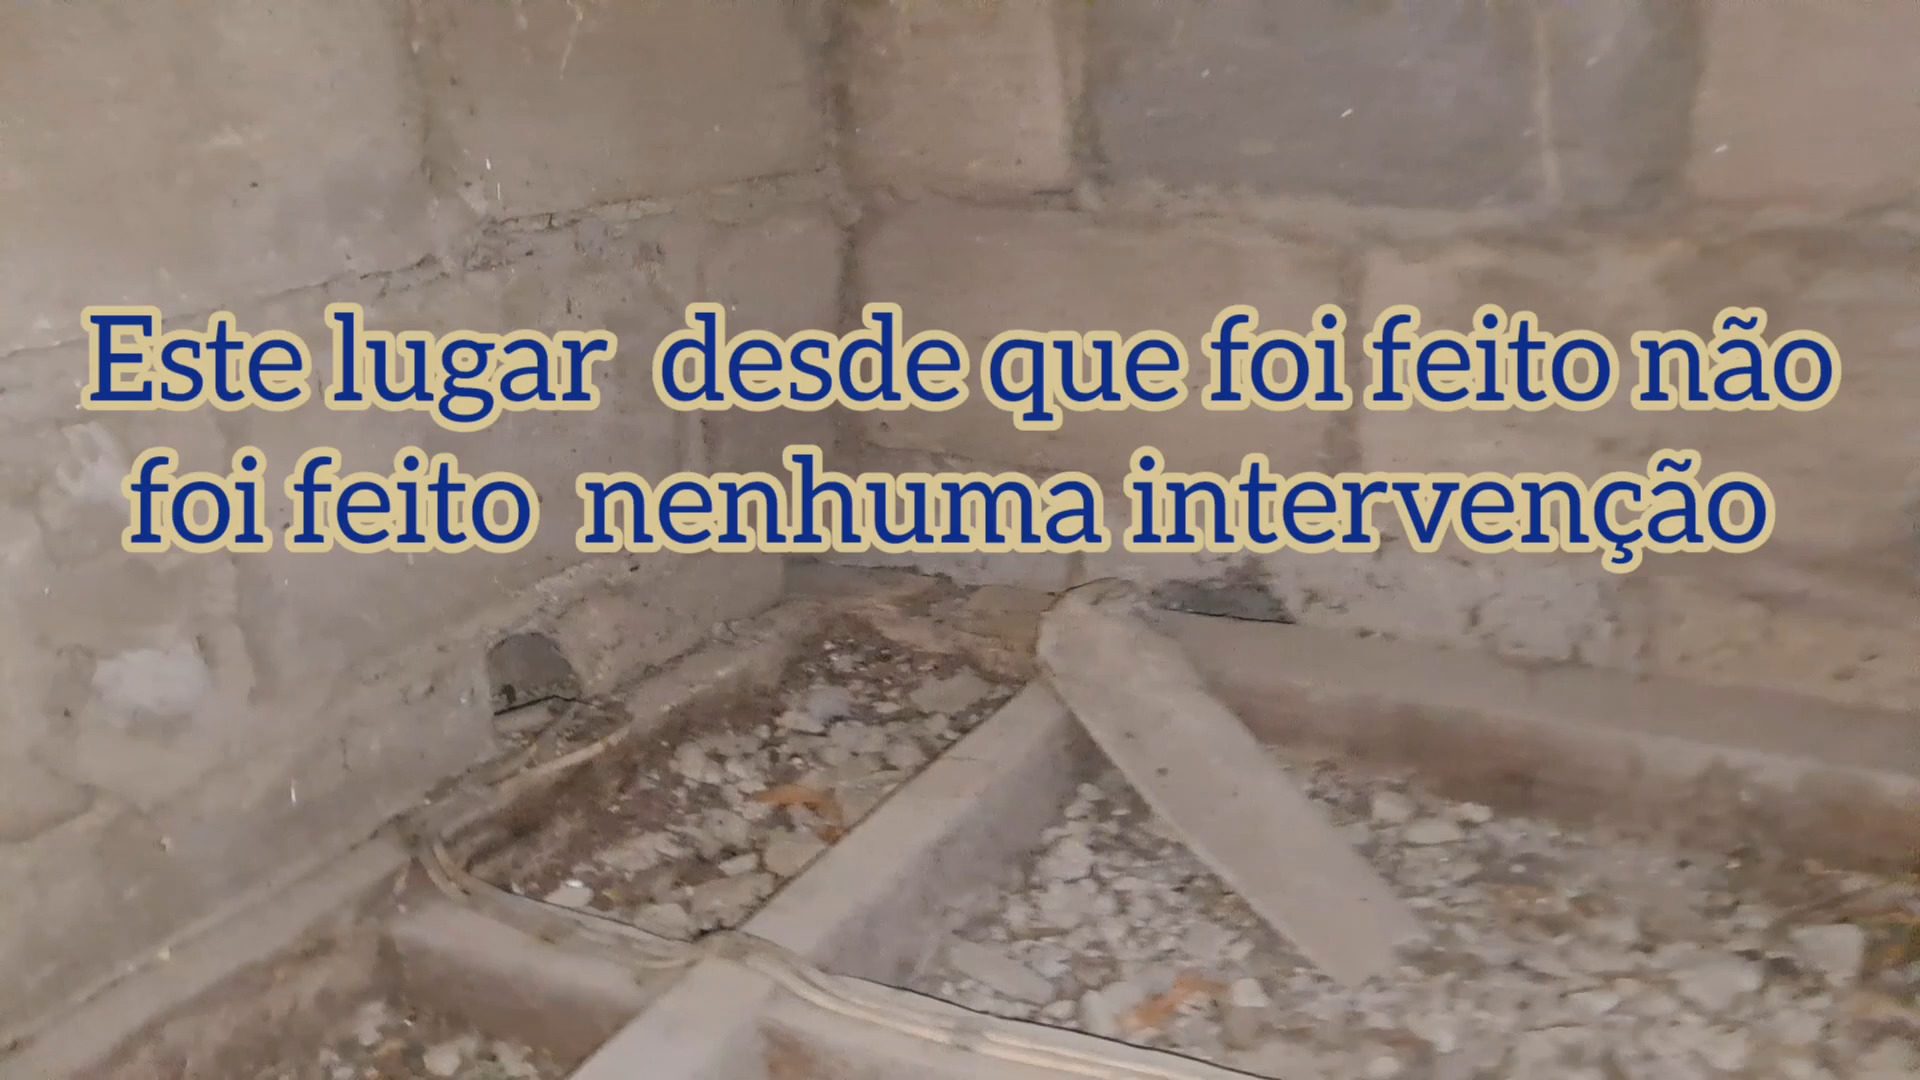 Este lugar desde que foi feito não
foi feito nenhuma intervenção